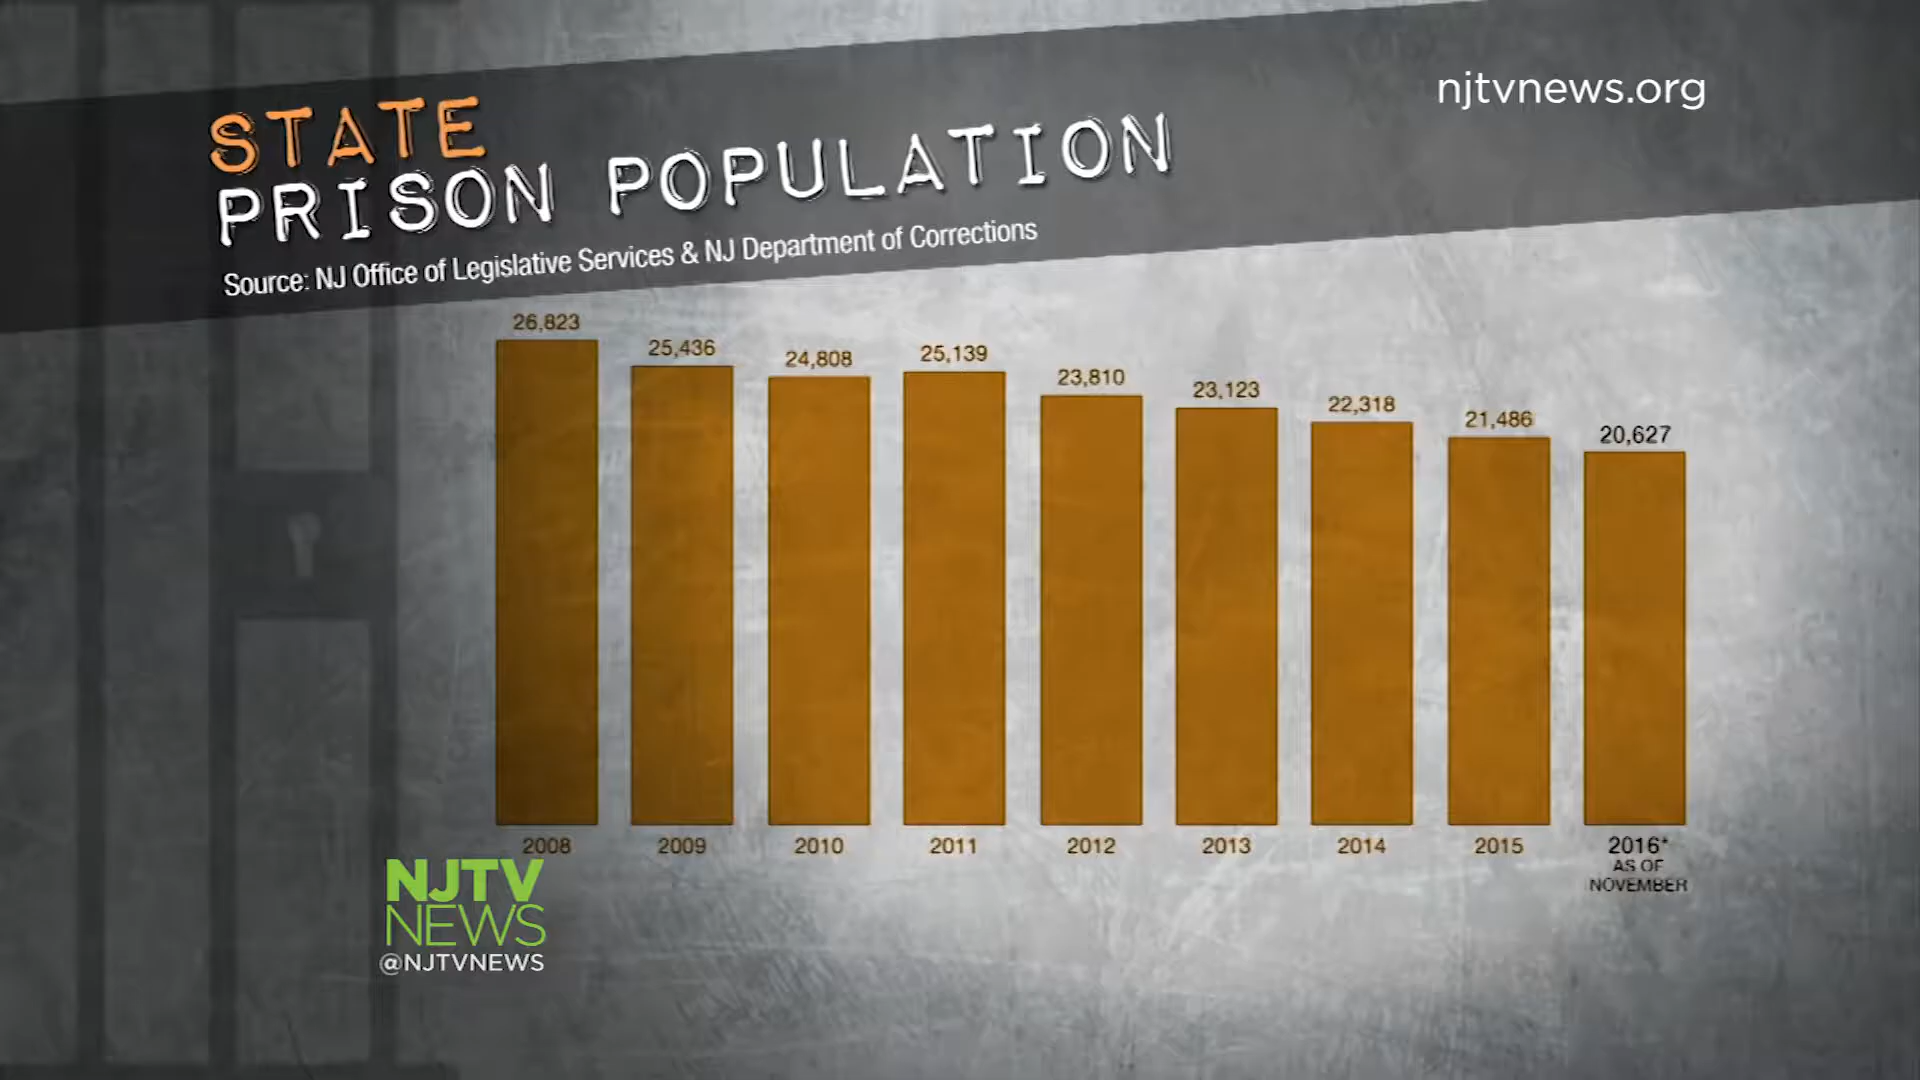 njtvnews.org
STATE
PRISON POPULATION
Source: NJ Office of Legislative Services & NJ Department of Corrections
26,823
25,436
24,808
25,139
23,810
23,123
22,318
21,486
20,627
2008
2009
2010
2011
2012
2013
2014
2015
2016*
AS OF
NOVEMBER
NJTV
NEWS
@NJTVNEWS